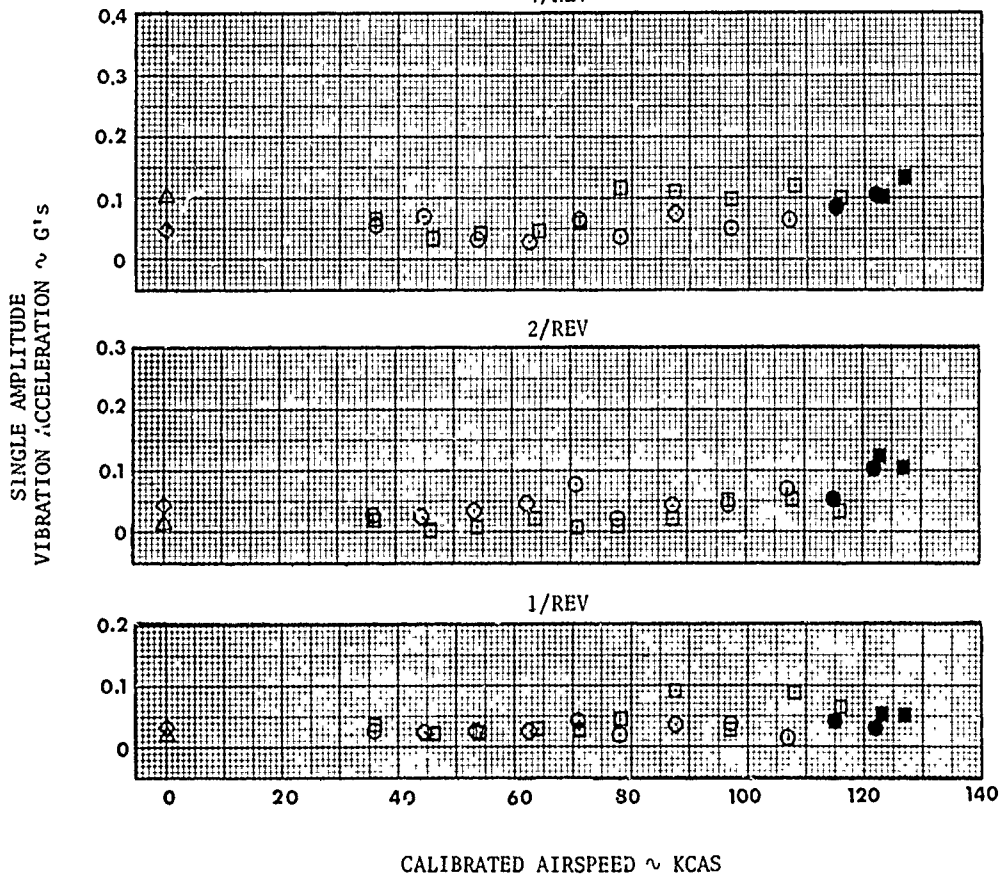 0.4
0.3
0.2
0.1
0
2/REV
0.3
0.2
0.1
0
1/REV
0.2
0.1
0
SINGLE AMPLITUDE
VIBRATION ACCELERATION ~ G's
0 20 40 60 80 100 120 140
CALIBRATED AIRSPEED ~ KCAS